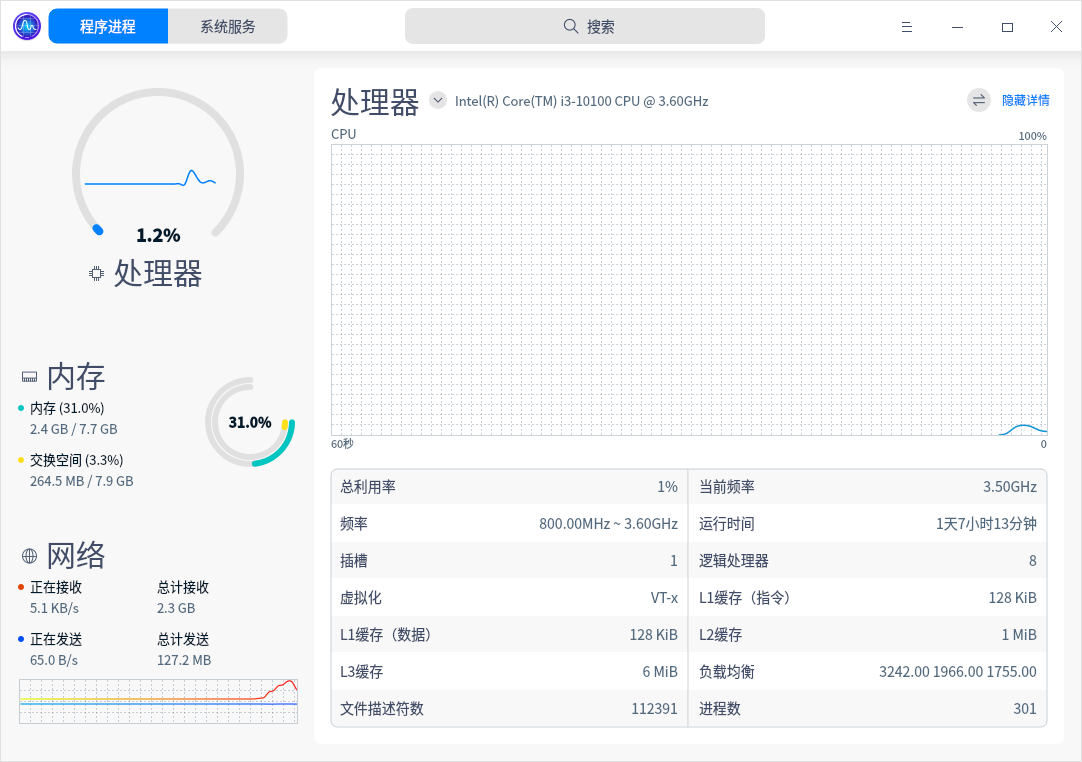 程序进程 系统服务 搜索
1.2%
处理器
内存
内存 (31.0%)
2.4 GB / 7.7 GB
交换空间 (3.3%)
264.5 MB / 7.9 GB
31.0%
网络
正在接收 总计接收
5.1 KB/s 2.3 GB
正在发送 总计发送
65.0 B/s 127.2 MB
处理器 Intel(R) Core(TM) i3-10100 CPU @ 3.60GHz 隐藏详情
CPU 100%
60秒 0
总利用率 1% 当前频率 3.50GHz
频率 800.00MHz ~ 3.60GHz 运行时间 1天7小时13分钟
插槽 1 逻辑处理器 8
虚拟化 VT-x L1缓存（指令） 128 KiB
L1缓存（数据） 128 KiB L2缓存 1 MiB
L3缓存 6 MiB 负载均衡 3242.00 1966.00 1755.00
文件描述符数 112391 进程数 301